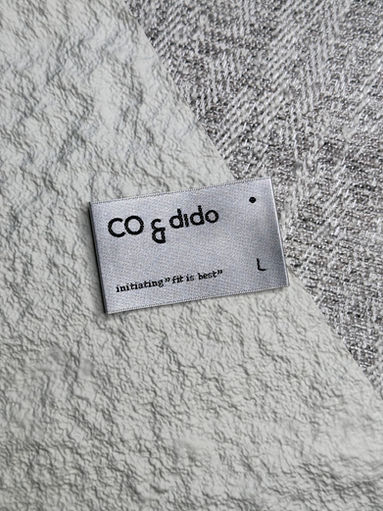 CO & dido
initiating" fit is best"
L